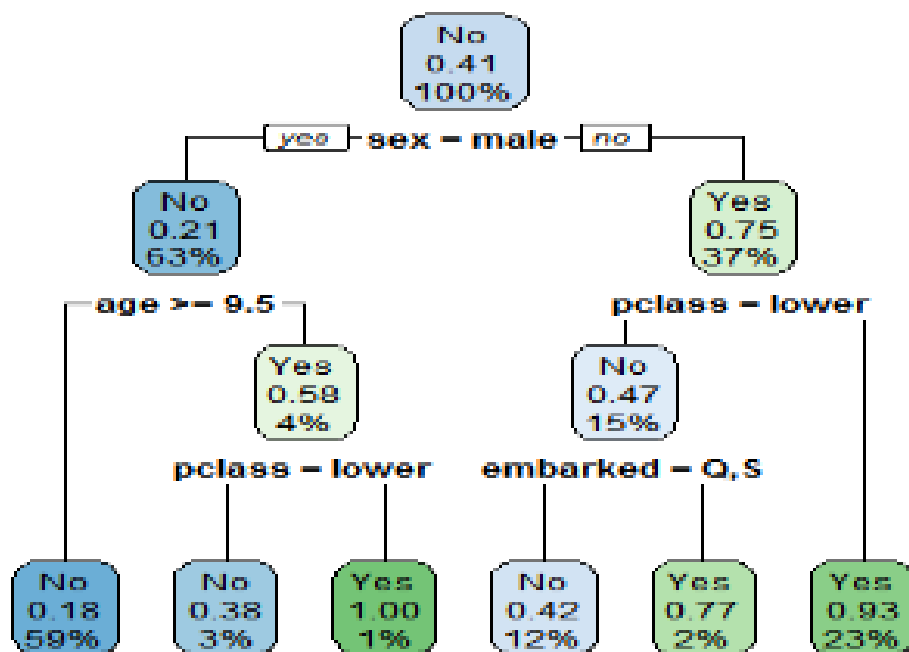 No
0.41
100%
yes sex = male no
No
0.21
63%
Yes
0.75
37%
age >= 9.5
pclass = lower
Yes
0.58
4%
No
0.47
15%
pclass = lower
embarked = Q,S
No
0.18
59%
No
0.38
3%
Yes
1.00
1%
No
0.42
12%
Yes
0.77
2%
Yes
0.93
23%